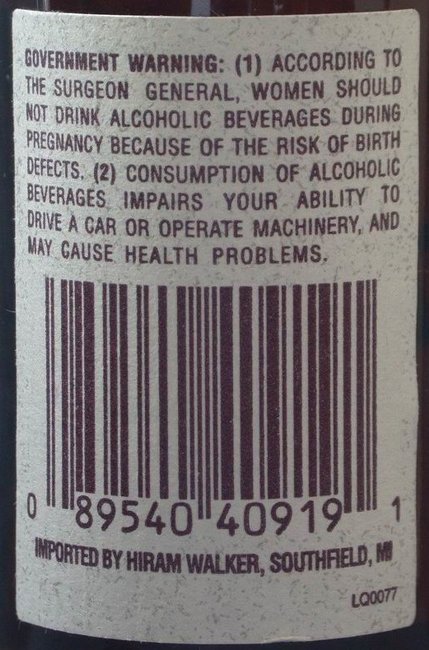 GOVERNMENT WARNING: (1) ACCORDING TO
THE SURGEON GENERAL, WOMEN SHOULD
NOT DRINK ALCOHOLIC BEVERAGES DURING
PREGNANCY BECAUSE OF THE RISK OF BIRTH
DEFECTS. (2) CONSUMPTION OF ALCOHOLIC
BEVERAGES IMPAIRS YOUR ABILITY TO
DRIVE A CAR OR OPERATE MACHINERY, AND
MAY CAUSE HEALTH PROBLEMS.
0 89540 40919 1
IMPORTED BY HIRAM WALKER, SOUTHFIELD, MI
LQ0077